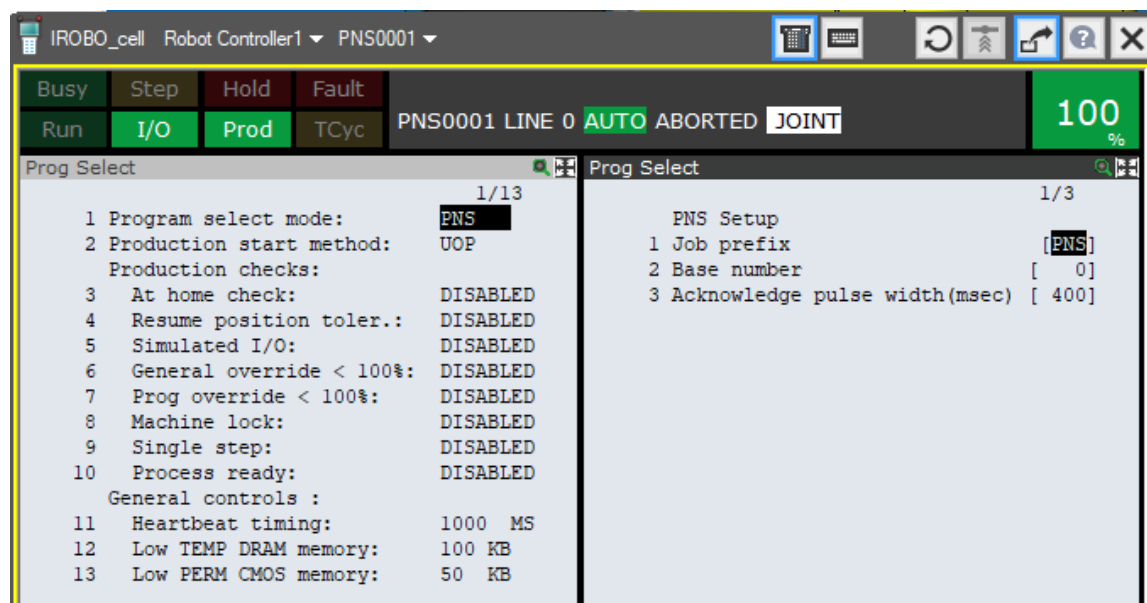 IROBO_cell Robot Controller1 PNS0001
Busy Step Hold Fault
Run I/O Prod TCyc
PNS0001 LINE 0 AUTO ABORTED JOINT
100
%
Prog Select
1/13
1 Program select mode: PNS
2 Production start method: UOP
Production checks:
3 At home check: DISABLED
4 Resume position toler.: DISABLED
5 Simulated I/O: DISABLED
6 General override < 100%: DISABLED
7 Prog override < 100%: DISABLED
8 Machine lock: DISABLED
9 Single step: DISABLED
10 Process ready: DISABLED
General controls :
11 Heartbeat timing: 1000 MS
12 Low TEMP DRAM memory: 100 KB
13 Low PERM CMOS memory: 50 KB
Prog Select
1/3
PNS Setup
1 Job prefix [PNS]
2 Base number [ 0]
3 Acknowledge pulse width(msec) [ 400]